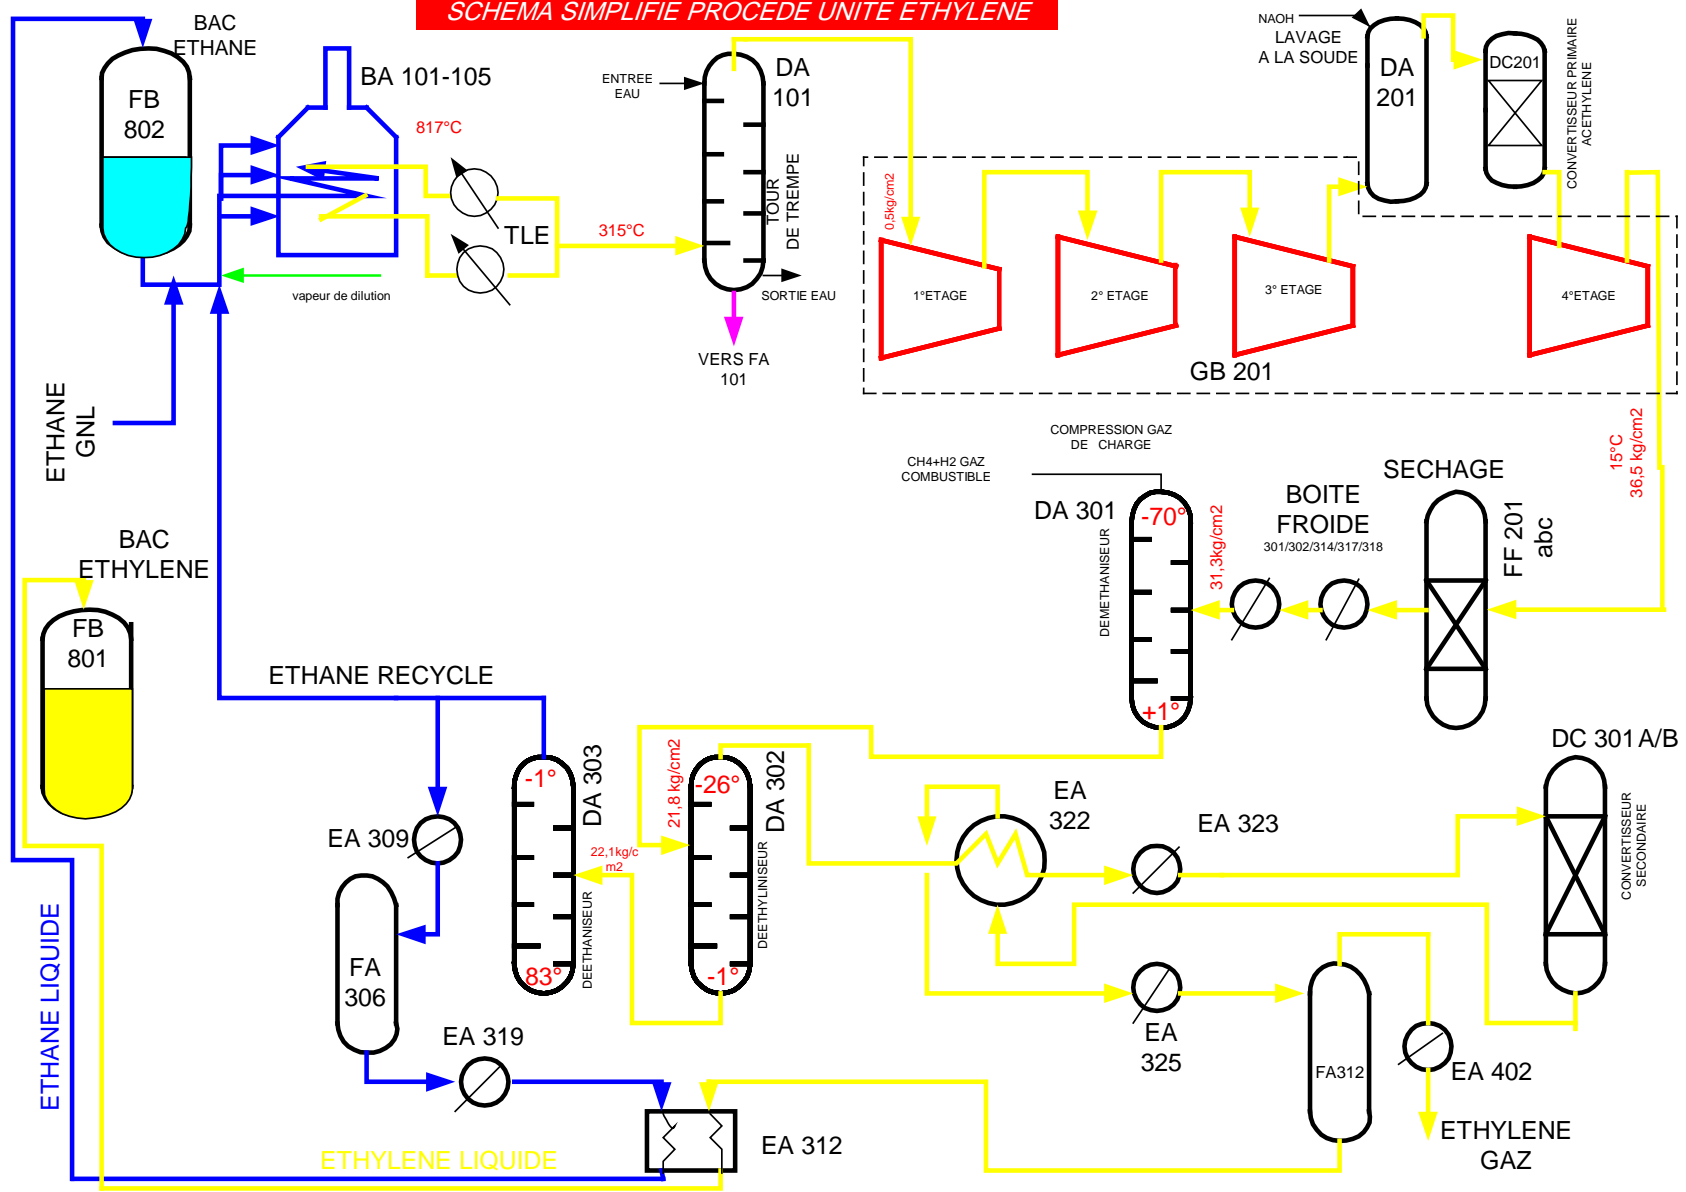 SCHEMA SIMPLIFIE PROCEDE UNITE ETHYLENE
BAC
ETHANE
FB
802
BA 101-105
817°C
TLE
vapeur de dilution
315°C
ENTREE
EAU
DA
101
TOUR
DE TREMPE
SORTIE EAU
VERS FA
101
NAOH
LAVAGE
A LA SOUDE
DA
201
DC201
CONVERTISSEUR PRIMAIRE
ACETHYLENE
0,5kg/cm2
1°ETAGE
2° ETAGE
3° ETAGE
4°ETAGE
GB 201
COMPRESSION GAZ
DE CHARGE
15°C
36,5 kg/cm2
ETHANE
GNL
CH4+H2 GAZ
COMBUSTIBLE
DA 301
-70°
+1°
DEMETHANISEUR
31,3kg/cm2
BOITE
FROIDE
301/302/314/317/318
SECHAGE
FF 201
abc
BAC
ETHYLENE
FB
801
ETHANE RECYCLE
DA 303
-1°
83°
DEETHANISEUR
22,1kg/c
m2
21,8 kg/cm2
DA 302
-26°
-1°
DEETHYLINISEUR
EA
322
EA 323
DC 301 A/B
CONVERTISSEUR
SECONDAIRE
EA 309
FA
306
EA 319
EA
325
FA312
EA 402
ETHYLENE
GAZ
EA 312
ETHANE LIQUIDE
ETHYLENE LIQUIDE